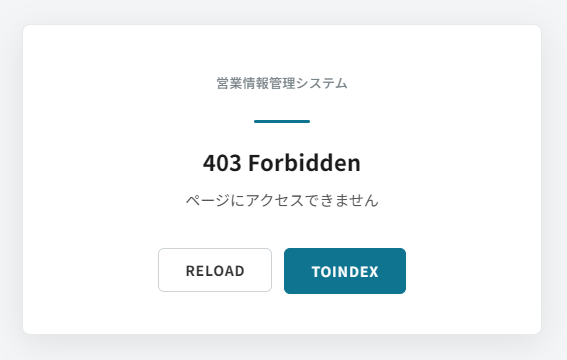 営業情報管理システム
403 Forbidden
ページにアクセスできません
RELOAD
TOINDEX